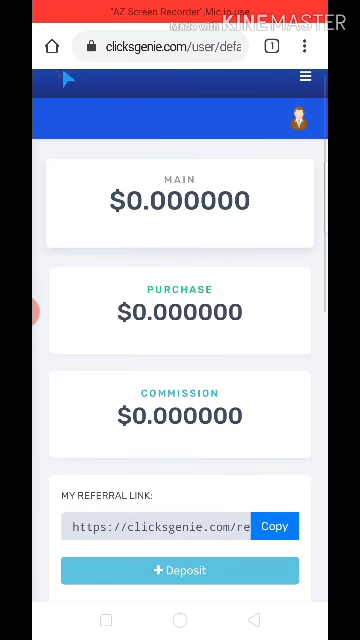 "AZ Screen Recorder",Mic in use
Made with KINEMASTER
clicksgenie.com/user/defa
1
MAIN
$0.000000
PURCHASE
$0.000000
COMMISSION
$0.000000
MY REFERRAL LINK:
https://clicksgenie.com/re Copy
+ Deposit